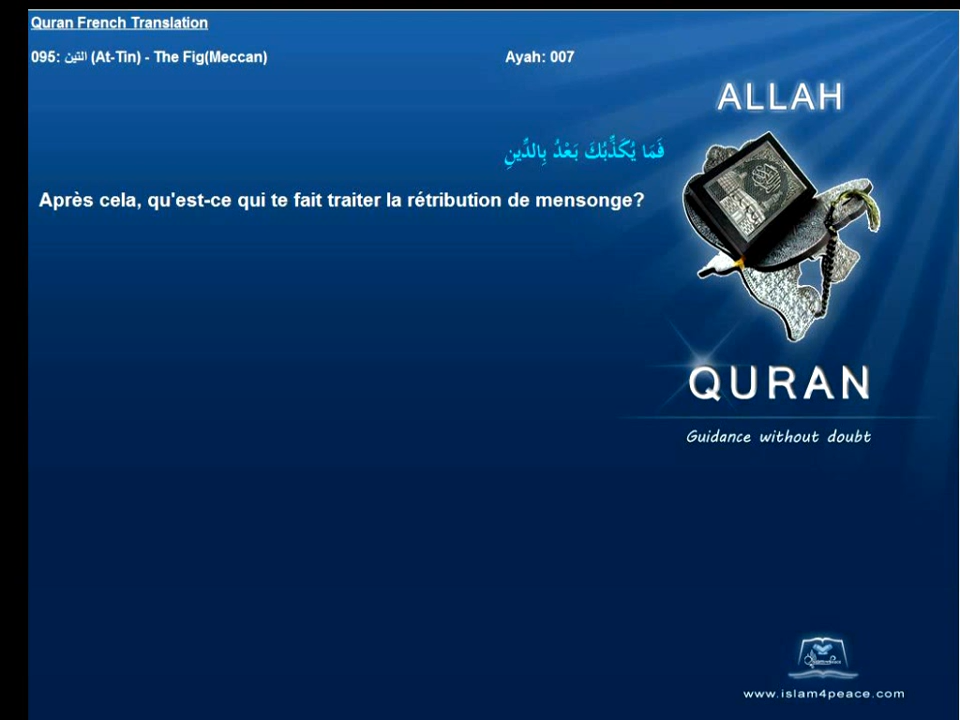 Quran French Translation
095: التين (At-Tin) - The Fig(Meccan) Ayah: 007
ALLAH
فَمَا يُكَذِّبُكَ بَعْدُ بِالدِّينِ
Après cela, qu'est-ce qui te fait traiter la rétribution de mensonge?
QURAN
Guidance without doubt
www.islam4peace.com